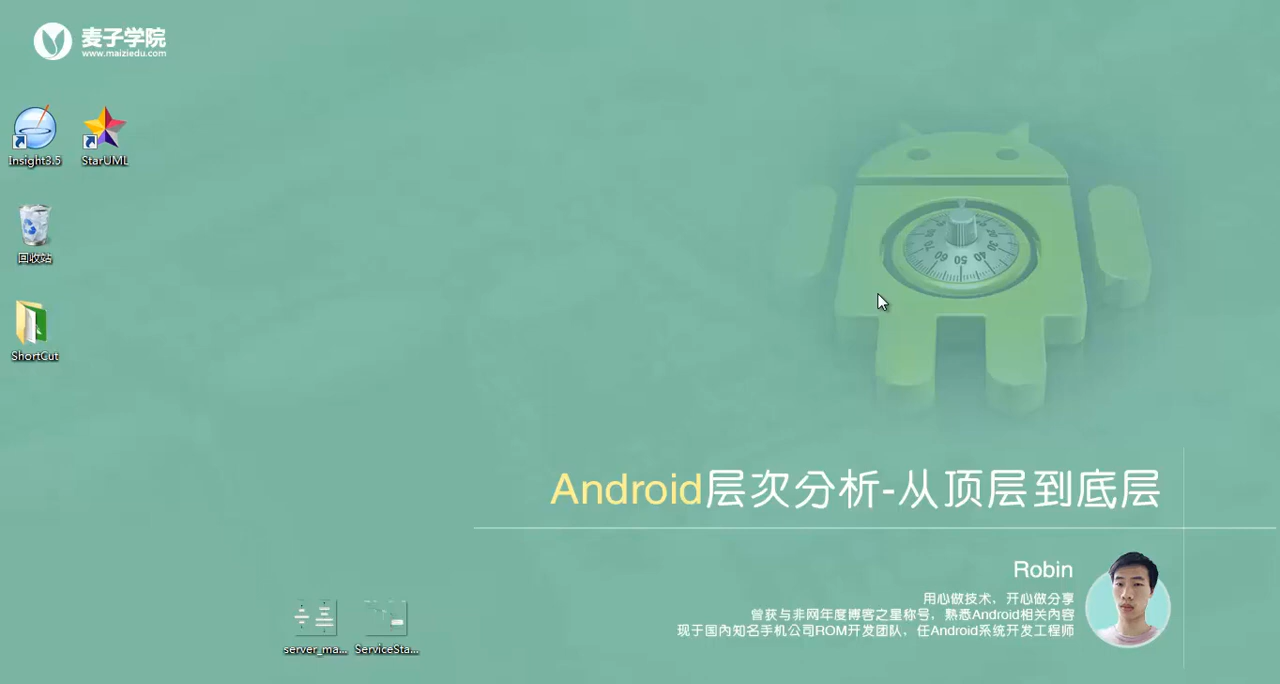 麦子学院
www.maiziedu.com
Insight3.5
StarUML
回收站
ShortCut
Android层次分析-从顶层到底层
Robin
用心做技术，开心做分享
曾获与非网年度博客之星称号，熟悉Android相关内容
现于国内知名手机公司ROM开发团队，任Android系统开发工程师
server_ma...
ServiceSta...